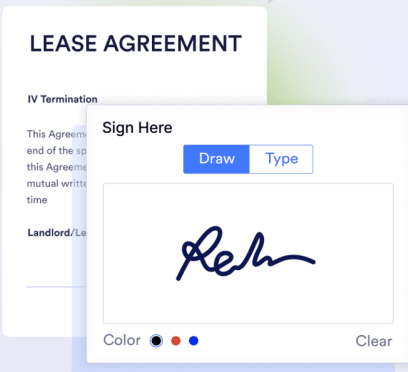 LEASE AGREEMENT
IV Termination
This Agreem
end of the sp
this Agreeme
mutual writte
time
Landlord/Le
Sign Here
Draw Type
Color Clear